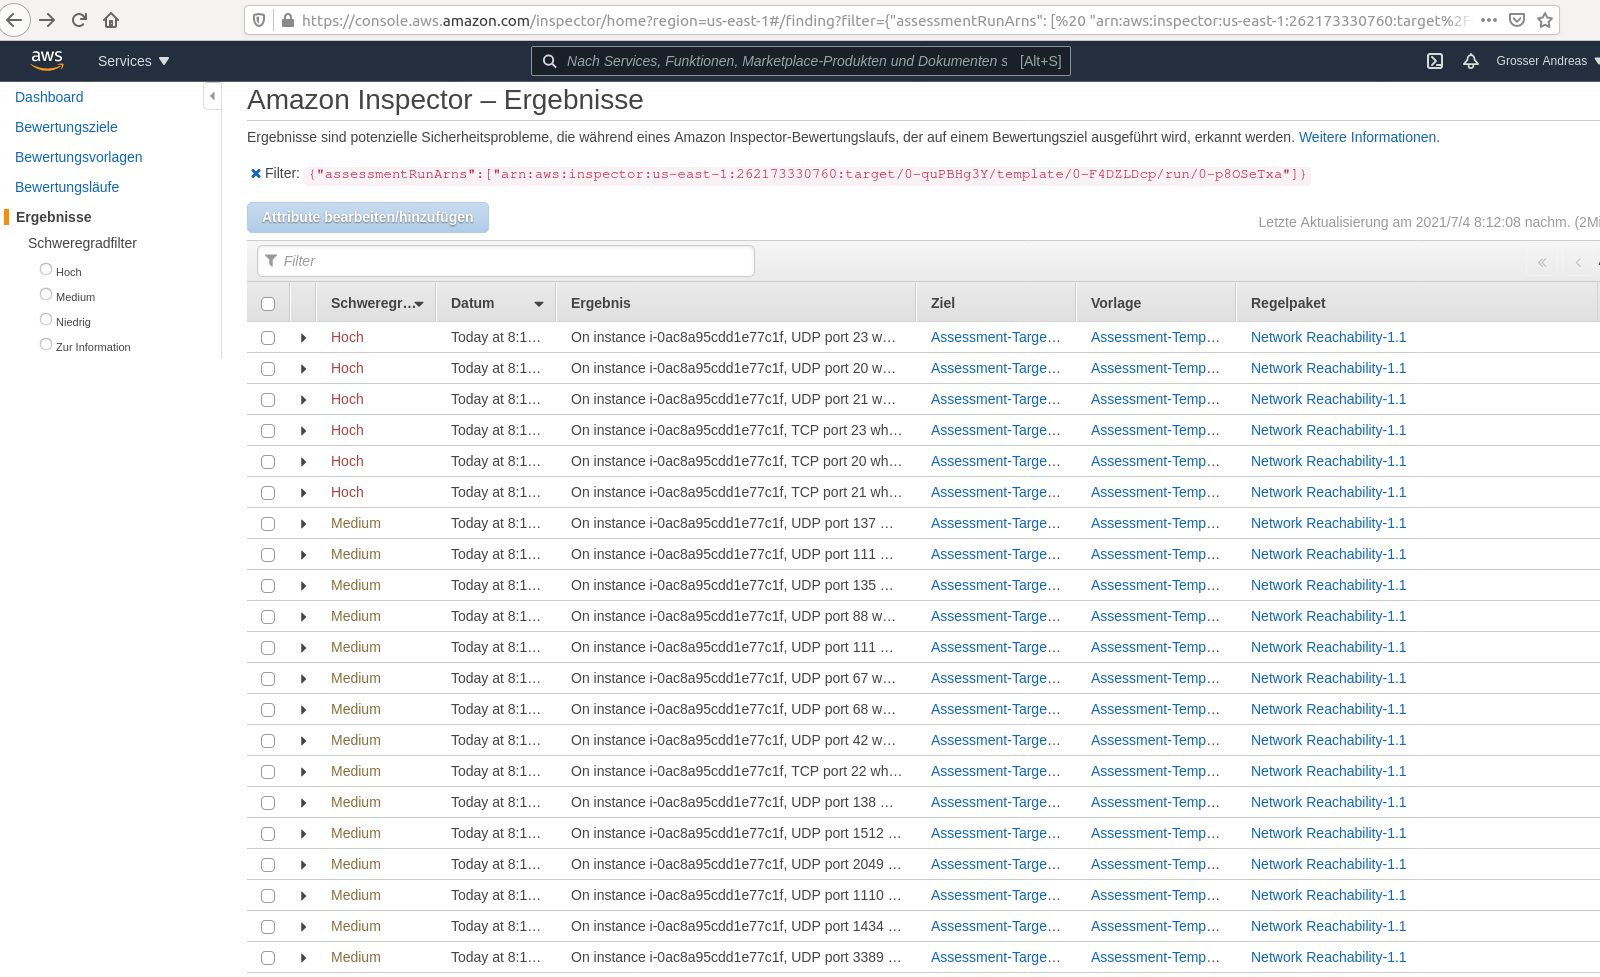 https://console.aws.amazon.com/inspector/home?region=us-east-1#/finding?filter={"assessmentRunArns": [%20 "arn:aws:inspector:us-east-1:262173330760:target%2F
aws Services Nach Services, Funktionen, Marketplace-Produkten und Dokumenten s [Alt+S] Grosser Andreas
Dashboard
Bewertungsziele
Bewertungsvorlagen
Bewertungsläufe
Ergebnisse
Schweregradfilter
Hoch
Medium
Niedrig
Zur Information
Amazon Inspector – Ergebnisse
Ergebnisse sind potenzielle Sicherheitsprobleme, die während eines Amazon Inspector-Bewertungslaufs, der auf einem Bewertungsziel ausgeführt wird, erkannt werden. Weitere Informationen.
Filter: {"assessmentRunArns":["arn:aws:inspector:us-east-1:262173330760:target/0-quPBHg3Y/template/0-F4DZLDcp/run/0-p8OSeTxa"]}
Attribute bearbeiten/hinzufügen
Letzte Aktualisierung am 2021/7/4 8:12:08 nachm. (2Mi
Filter
Schweregr... Datum Ergebnis Ziel Vorlage Regelpaket
Hoch Today at 8:1... On instance i-0ac8a95cdd1e77c1f, UDP port 23 w... Assessment-Targe... Assessment-Temp... Network Reachability-1.1
Hoch Today at 8:1... On instance i-0ac8a95cdd1e77c1f, UDP port 20 w... Assessment-Targe... Assessment-Temp... Network Reachability-1.1
Hoch Today at 8:1... On instance i-0ac8a95cdd1e77c1f, UDP port 21 w... Assessment-Targe... Assessment-Temp... Network Reachability-1.1
Hoch Today at 8:1... On instance i-0ac8a95cdd1e77c1f, TCP port 23 wh... Assessment-Targe... Assessment-Temp... Network Reachability-1.1
Hoch Today at 8:1... On instance i-0ac8a95cdd1e77c1f, TCP port 20 wh... Assessment-Targe... Assessment-Temp... Network Reachability-1.1
Hoch Today at 8:1... On instance i-0ac8a95cdd1e77c1f, TCP port 21 wh... Assessment-Targe... Assessment-Temp... Network Reachability-1.1
Medium Today at 8:1... On instance i-0ac8a95cdd1e77c1f, UDP port 137 ... Assessment-Targe... Assessment-Temp... Network Reachability-1.1
Medium Today at 8:1... On instance i-0ac8a95cdd1e77c1f, UDP port 111 ... Assessment-Targe... Assessment-Temp... Network Reachability-1.1
Medium Today at 8:1... On instance i-0ac8a95cdd1e77c1f, UDP port 135 ... Assessment-Targe... Assessment-Temp... Network Reachability-1.1
Medium Today at 8:1... On instance i-0ac8a95cdd1e77c1f, UDP port 88 w... Assessment-Targe... Assessment-Temp... Network Reachability-1.1
Medium Today at 8:1... On instance i-0ac8a95cdd1e77c1f, UDP port 111 ... Assessment-Targe... Assessment-Temp... Network Reachability-1.1
Medium Today at 8:1... On instance i-0ac8a95cdd1e77c1f, UDP port 67 w... Assessment-Targe... Assessment-Temp... Network Reachability-1.1
Medium Today at 8:1... On instance i-0ac8a95cdd1e77c1f, UDP port 68 w... Assessment-Targe... Assessment-Temp... Network Reachability-1.1
Medium Today at 8:1... On instance i-0ac8a95cdd1e77c1f, UDP port 42 w... Assessment-Targe... Assessment-Temp... Network Reachability-1.1
Medium Today at 8:1... On instance i-0ac8a95cdd1e77c1f, TCP port 22 wh... Assessment-Targe... Assessment-Temp... Network Reachability-1.1
Medium Today at 8:1... On instance i-0ac8a95cdd1e77c1f, UDP port 138 ... Assessment-Targe... Assessment-Temp... Network Reachability-1.1
Medium Today at 8:1... On instance i-0ac8a95cdd1e77c1f, UDP port 1512 ... Assessment-Targe... Assessment-Temp... Network Reachability-1.1
Medium Today at 8:1... On instance i-0ac8a95cdd1e77c1f, UDP port 2049 ... Assessment-Targe... Assessment-Temp... Network Reachability-1.1
Medium Today at 8:1... On instance i-0ac8a95cdd1e77c1f, UDP port 1110 ... Assessment-Targe... Assessment-Temp... Network Reachability-1.1
Medium Today at 8:1... On instance i-0ac8a95cdd1e77c1f, UDP port 1434 ... Assessment-Targe... Assessment-Temp... Network Reachability-1.1
Medium Today at 8:1... On instance i-0ac8a95cdd1e77c1f, UDP port 3389 ... Assessment-Targe... Assessment-Temp... Network Reachability-1.1